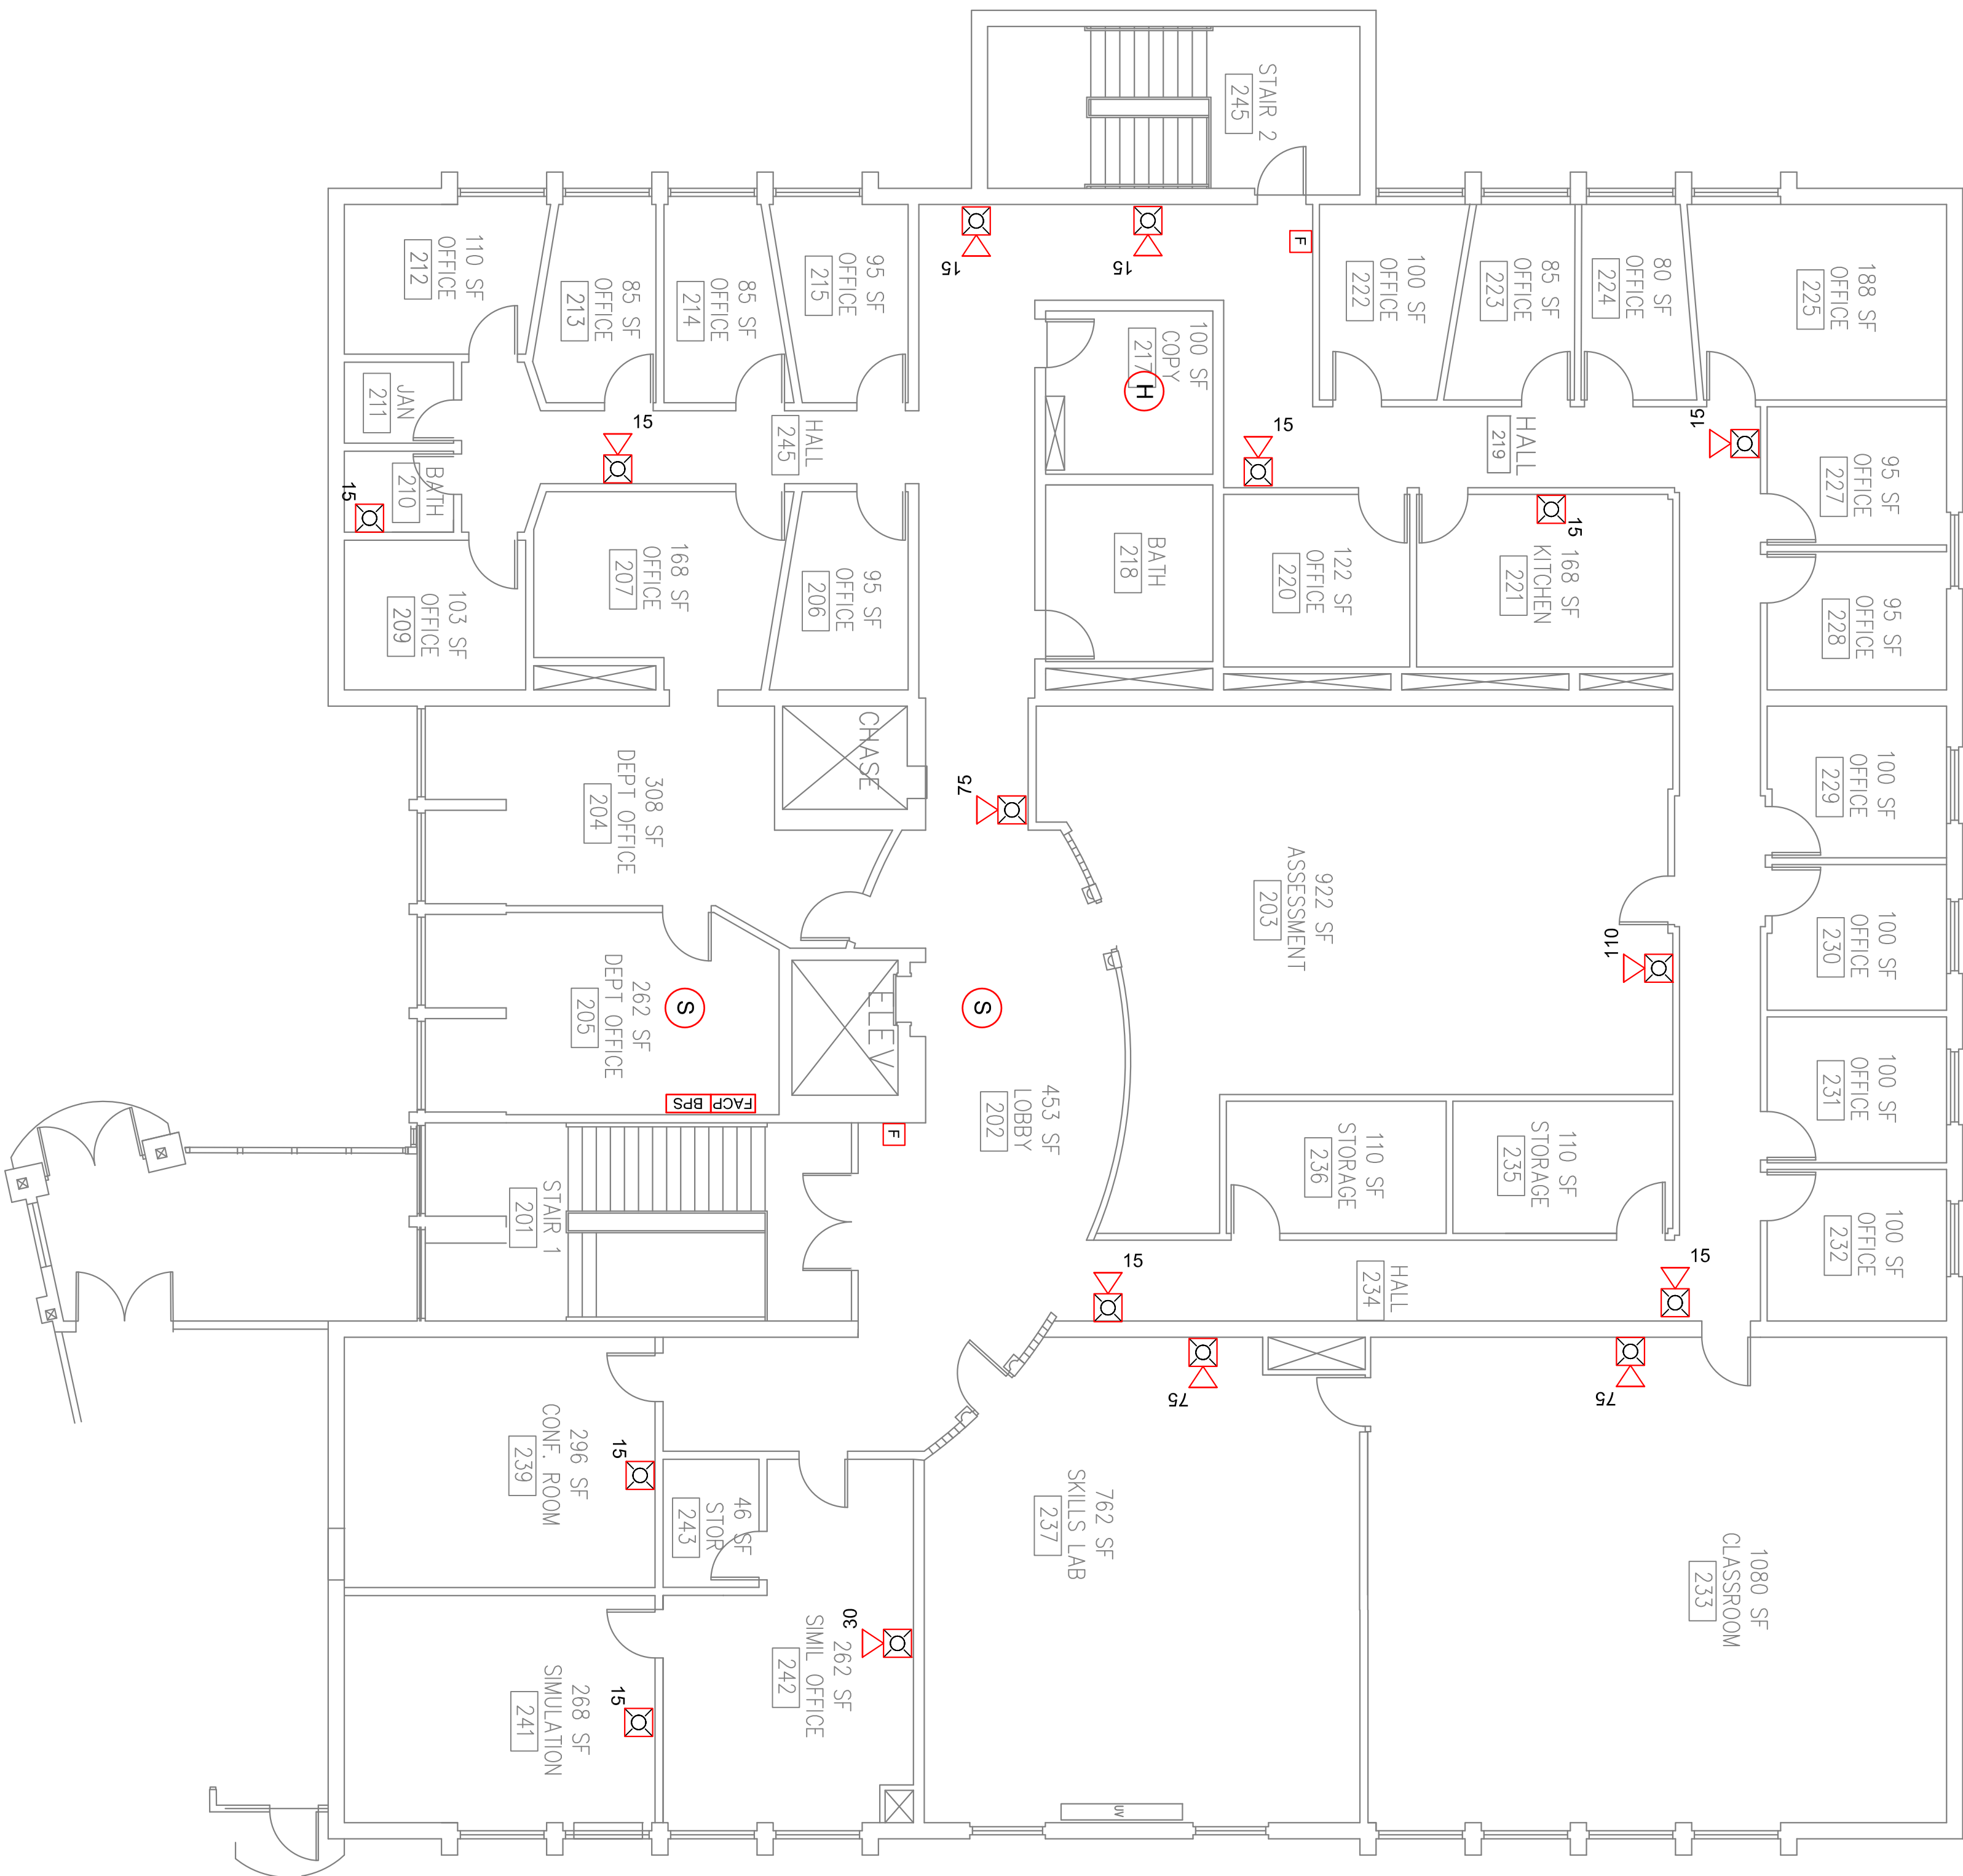 STAIR 2
245
110 SF
OFFICE
212
85 SF
OFFICE
213
85 SF
OFFICE
214
95 SF
OFFICE
215
15
15
F
100 SF
OFFICE
222
85 SF
OFFICE
223
80 SF
OFFICE
224
188 SF
OFFICE
225
JAN
211
BATH
210
15
15
HALL
245
100 SF
COPY
217
H
15
HALL
219
15
95 SF
OFFICE
227
103 SF
OFFICE
209
168 SF
OFFICE
207
95 SF
OFFICE
206
BATH
218
122 SF
OFFICE
220
15
168 SF
KITCHEN
221
95 SF
OFFICE
228
308 SF
DEPT OFFICE
204
CHASE
75
922 SF
ASSESSMENT
203
110
100 SF
OFFICE
229
100 SF
OFFICE
230
262 SF
DEPT OFFICE
205
S
ELEV
S
FACP
BPS
F
453 SF
LOBBY
202
110 SF
STORAGE
236
110 SF
STORAGE
235
100 SF
OFFICE
231
100 SF
OFFICE
232
STAIR 1
201
15
HALL
234
15
75
75
296 SF
CONF. ROOM
239
15
46 SF
STOR
243
762 SF
SKILLS LAB
237
1080 SF
CLASSROOM
233
268 SF
SIMULATION
241
15
262 SF
SIMIL OFFICE
242
30
UV